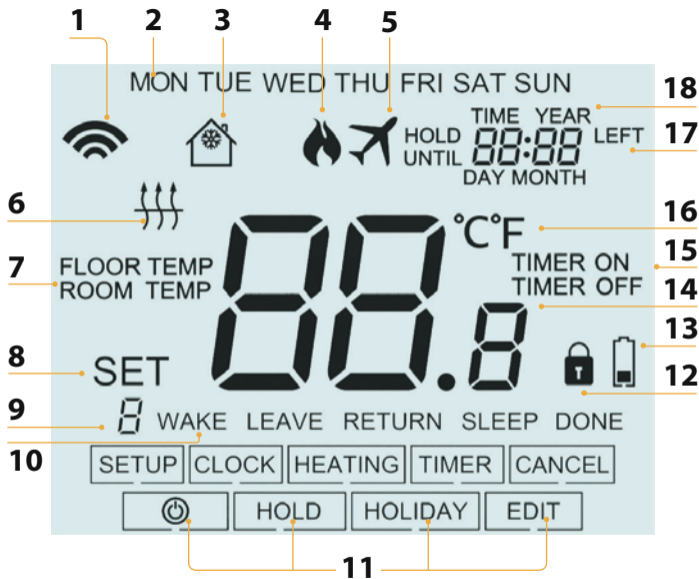 1 2 3 4 5
MON TUE WED THU FRI SAT SUN
18
TIME YEAR
HOLD UNTIL 88:88 LEFT
17
DAY MONTH
6
16
°C°F
15
7
FLOOR TEMP
ROOM TEMP
88.8
TIMER ON
TIMER OFF
14
13
8
SET
12
9
8 WAKE LEAVE RETURN SLEEP DONE
10
SETUP CLOCK HEATING TIMER CANCEL
HOLD HOLIDAY EDIT
11